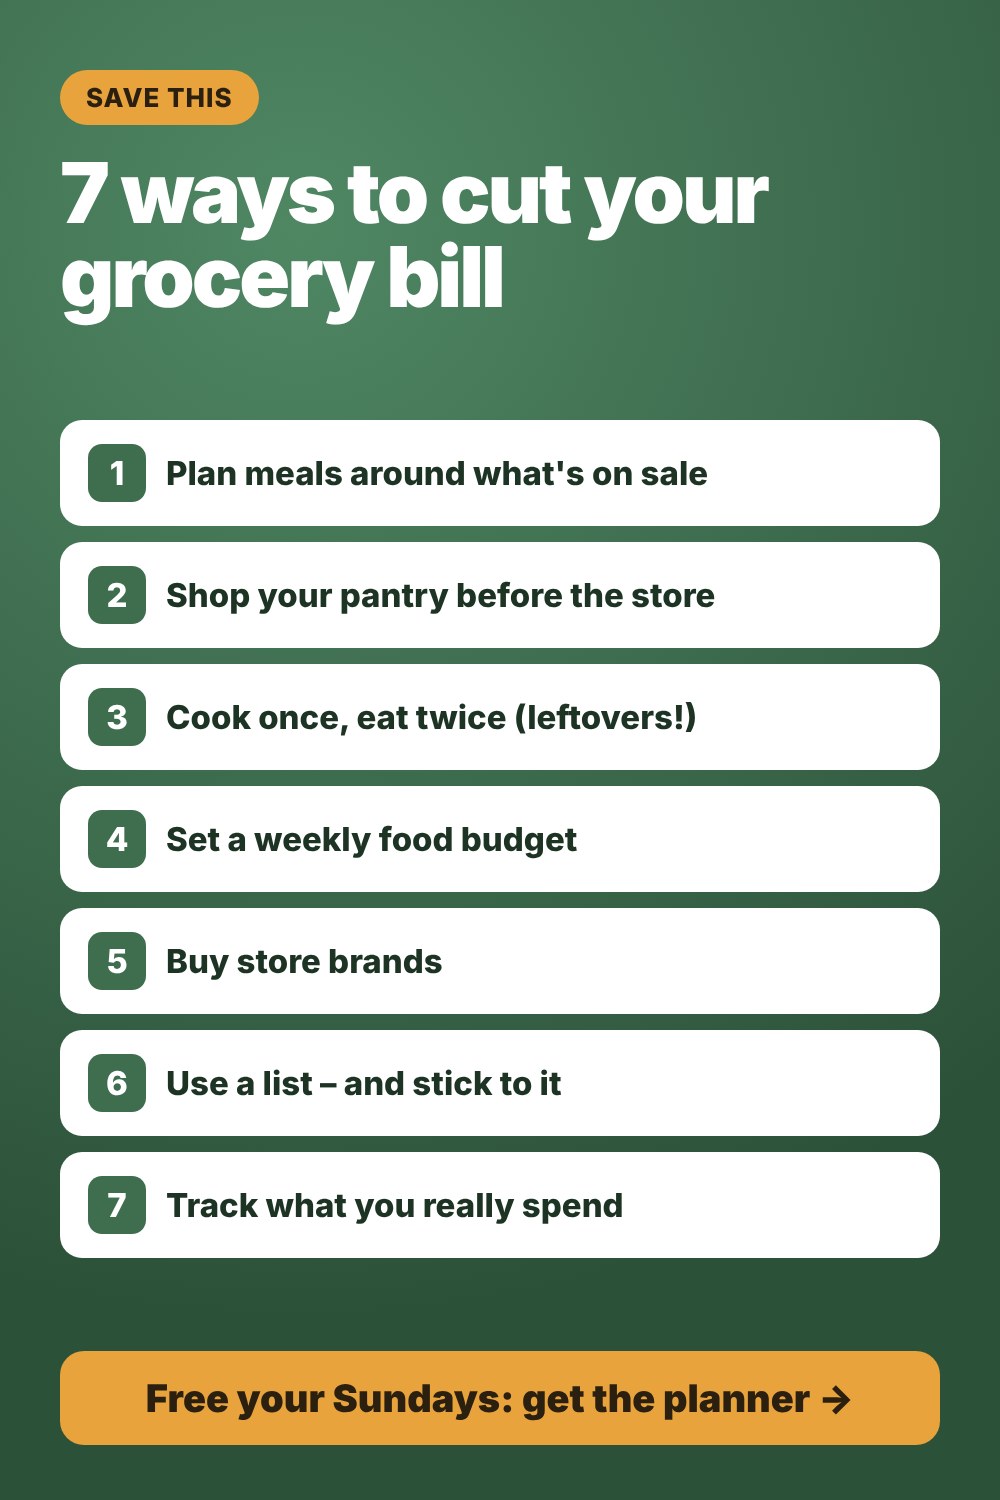 SAVE THIS
7 ways to cut your
grocery bill
1 Plan meals around what's on sale
2 Shop your pantry before the store
3 Cook once, eat twice (leftovers!)
4 Set a weekly food budget
5 Buy store brands
6 Use a list – and stick to it
7 Track what you really spend
Free your Sundays: get the planner →